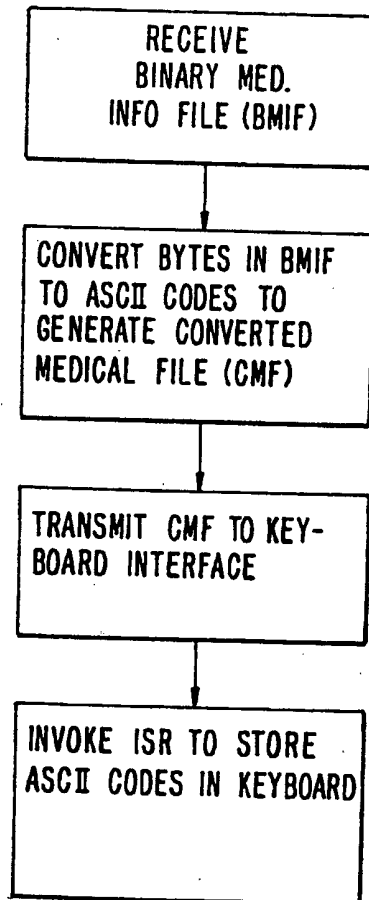 RECEIVE
BINARY MED.
INFO FILE (BMIF)
CONVERT BYTES IN BMIF
TO ASCII CODES TO
GENERATE CONVERTED
MEDICAL FILE (CMF)
TRANSMIT CMF TO KEY-
BOARD INTERFACE
INVOKE ISR TO STORE
ASCII CODES IN KEYBOARD